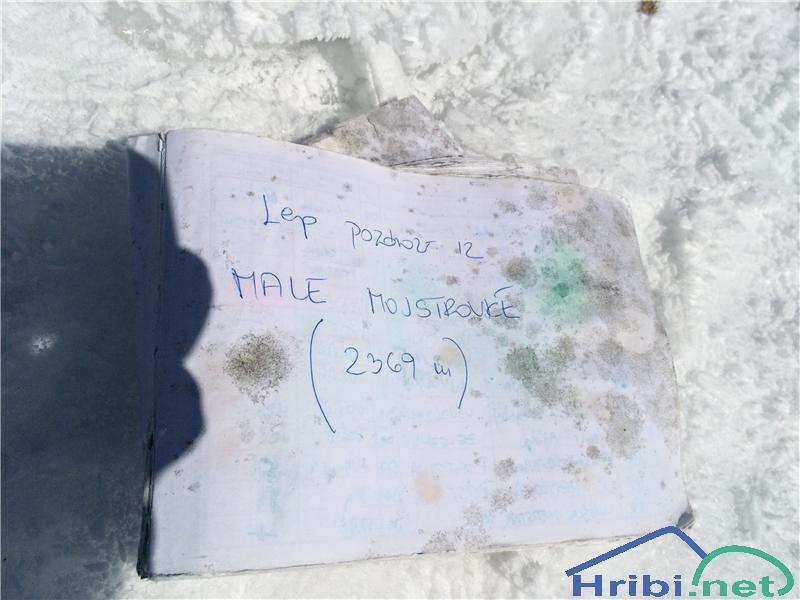 Lep pozdrav iz
MALE MOJSTROVKE
(2369 m)
Hribi.net